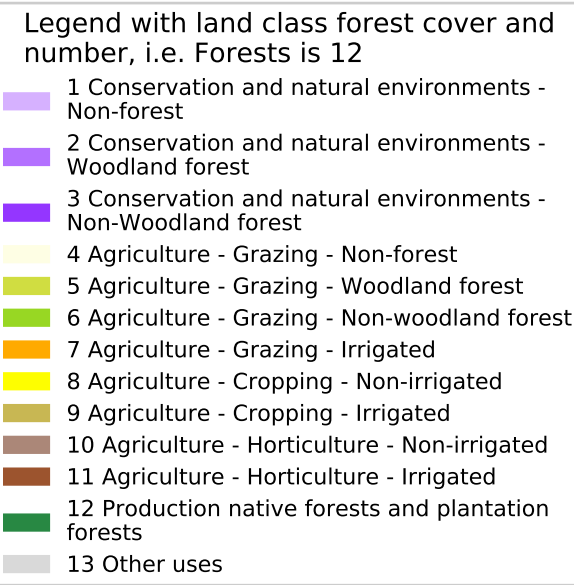 Legend with land class forest cover and
number, i.e. Forests is 12
1 Conservation and natural environments -
Non-forest
2 Conservation and natural environments -
Woodland forest
3 Conservation and natural environments -
Non-Woodland forest
4 Agriculture - Grazing - Non-forest
5 Agriculture - Grazing - Woodland forest
6 Agriculture - Grazing - Non-woodland forest
7 Agriculture - Grazing - Irrigated
8 Agriculture - Cropping - Non-irrigated
9 Agriculture - Cropping - Irrigated
10 Agriculture - Horticulture - Non-irrigated
11 Agriculture - Horticulture - Irrigated
12 Production native forests and plantation
forests
13 Other uses